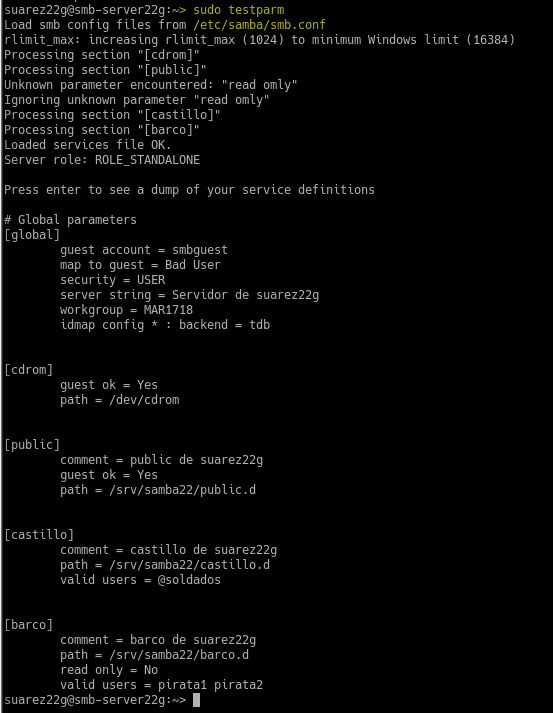 suarez22g@smb-server22g:~> sudo testparm
Load smb config files from /etc/samba/smb.conf
rlimit_max: increasing rlimit_max (1024) to minimum Windows limit (16384)
Processing section "[cdrom]"
Processing section "[public]"
Unknown parameter encountered: "read omly"
Ignoring unknown parameter "read omly"
Processing section "[castillo]"
Processing section "[barco]"
Loaded services file OK.
Server role: ROLE_STANDALONE
Press enter to see a dump of your service definitions
# Global parameters
[global]
guest account = smbguest
map to guest = Bad User
security = USER
server string = Servidor de suarez22g
workgroup = MAR1718
idmap config * : backend = tdb
[cdrom]
guest ok = Yes
path = /dev/cdrom
[public]
comment = public de suarez22g
guest ok = Yes
path = /srv/samba22/public.d
[castillo]
comment = castillo de suarez22g
path = /srv/samba22/castillo.d
valid users = @soldados
[barco]
comment = barco de suarez22g
path = /srv/samba22/barco.d
read only = No
valid users = pirata1 pirata2
suarez22g@smb-server22g:~>